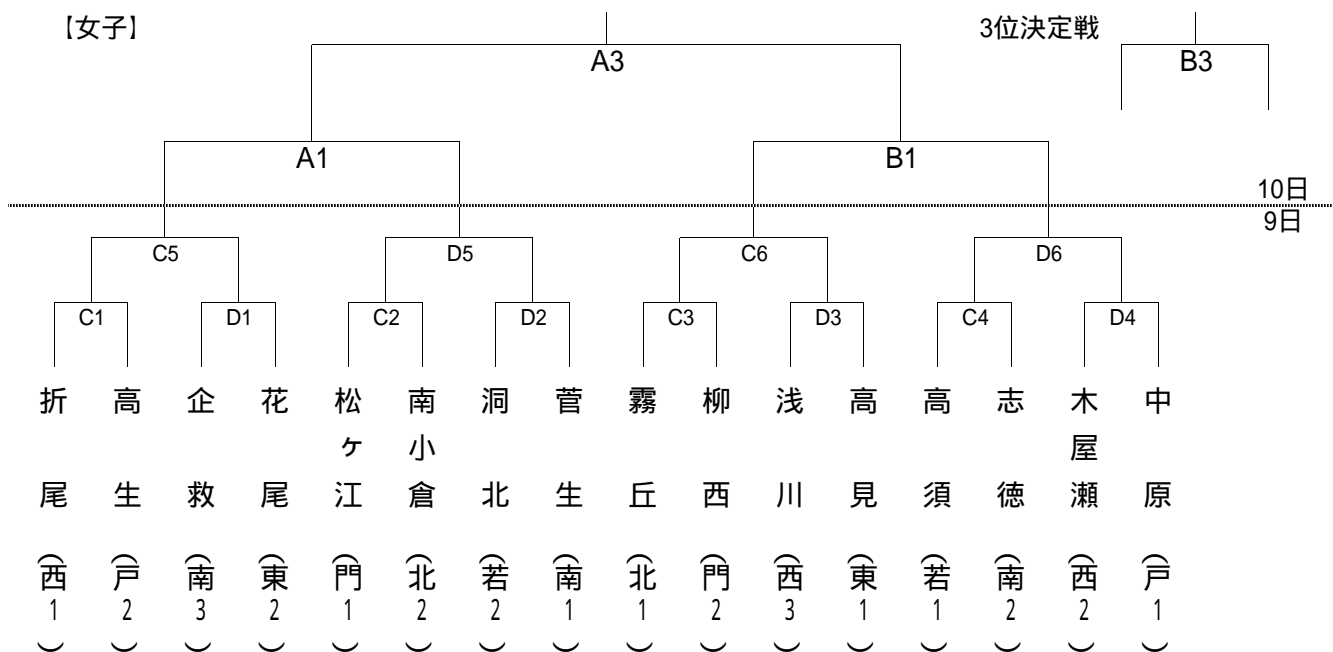 【女子】
3位決定戦
A3
B3
A1
B1
10日
9日
C5
D5
C6
D6
C1
D1
C2
D2
C3
D3
C4
D4
折尾(西1)
高生(戸2)
企救(南3)
花尾(東2)
松ヶ江(門1)
南小倉(北2)
洞北(若2)
菅生(南1)
霧丘(北1)
柳西(門2)
浅川(西3)
高見(東1)
高須(若1)
志徳(南2)
木屋瀬(西2)
中原(戸1)